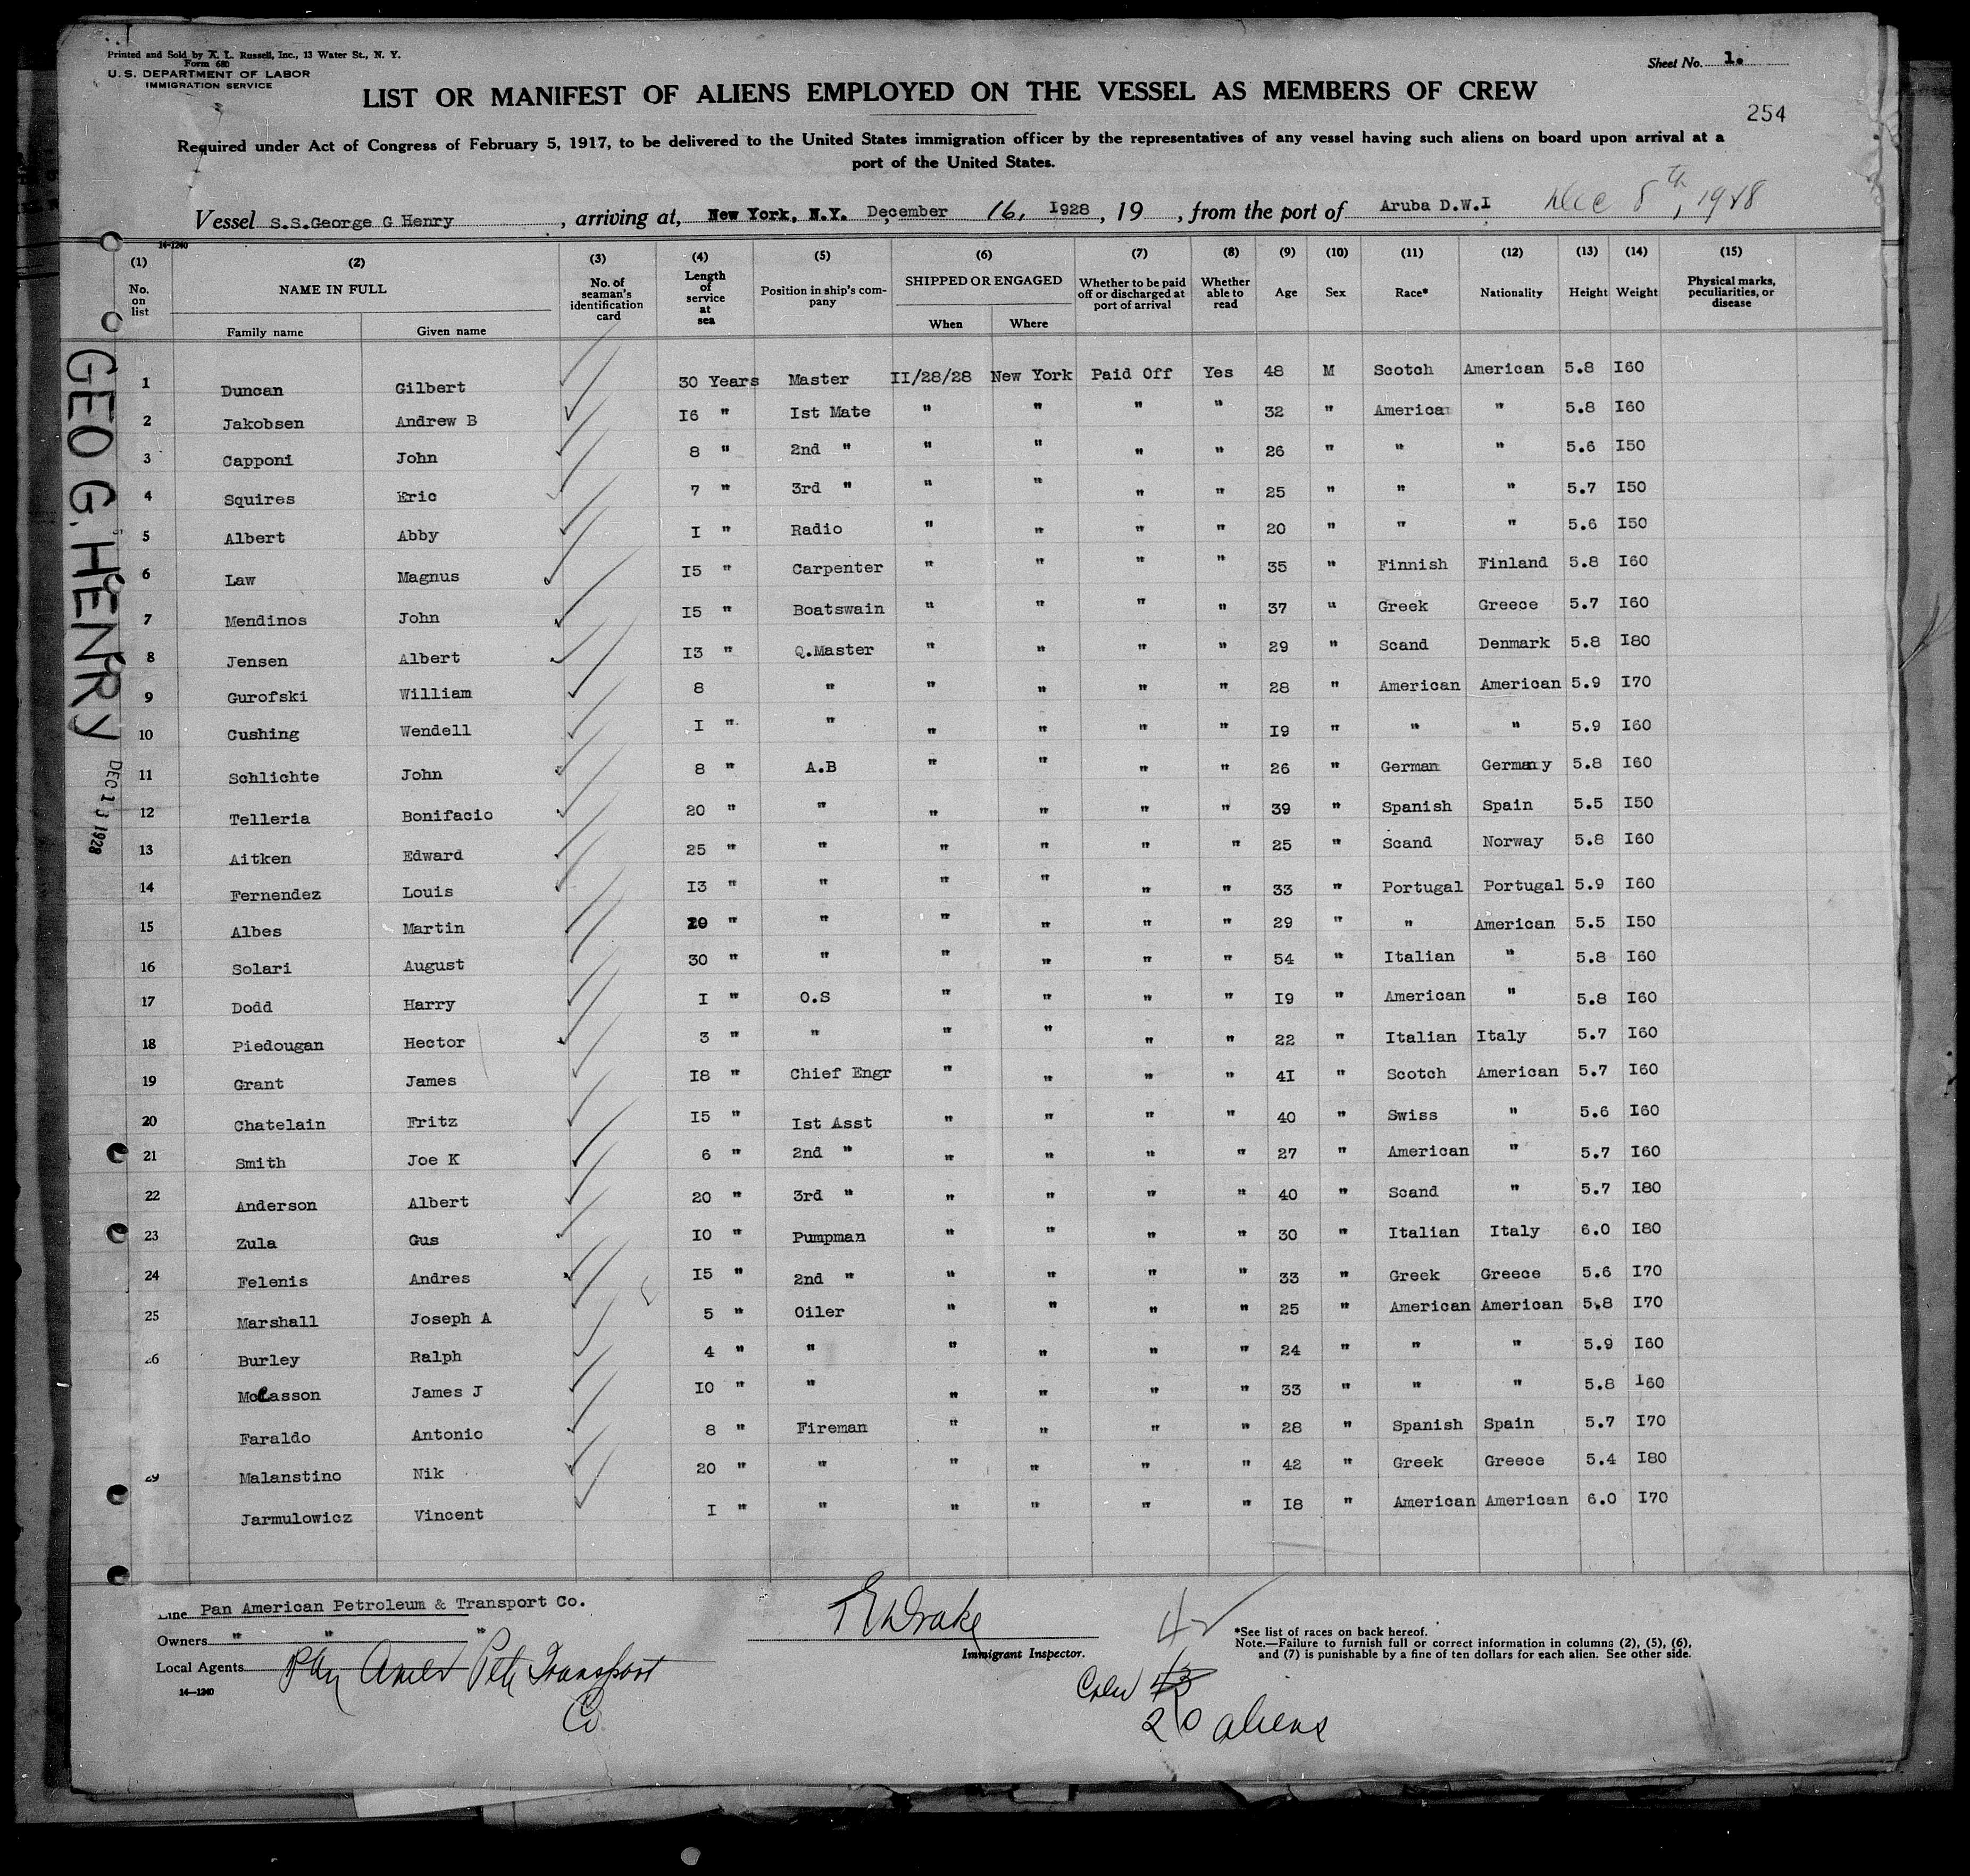 Printed and Sold by A. L. Russell, Inc., 13 Water St., N. Y.
Form 680
U. S. DEPARTMENT OF LABOR
IMMIGRATION SERVICE
Sheet No. 1.
LIST OR MANIFEST OF ALIENS EMPLOYED ON THE VESSEL AS MEMBERS OF CREW
254
Required under Act of Congress of February 5, 1917, to be delivered to the United States immigration officer by the representatives of any vessel having such aliens on board upon arrival at a
port of the United States.
Vessel S.S.George G Henry, arriving at, New York, N.Y. December 16, I928, 19 , from the port of Aruba D.W.I Dec 8th, 1928
14-1240
(1) (2) (3) (4) (5) (6) (7) (8) (9) (10) (11) (12) (13) (14) (15)
No. on list NAME IN FULL No. of seaman's identification card Length of service at sea Position in ship's company SHIPPED OR ENGAGED Whether to be paid off or discharged at port of arrival Whether able to read Age Sex Race* Nationality Height Weight Physical marks, peculiarities, or disease
Family name Given name When Where
1 Duncan Gilbert 30 Years Master II/28/28 New York Paid Off Yes 48 M Scotch American 5.8 I60
2 Jakobsen Andrew B I6 " Ist Mate " " " " 32 " America " 5.8 I60
3 Capponi John 8 " 2nd " " " " " 26 " " " 5.6 I50
4 Squires Eric 7 " 3rd " " " " " 25 " " " 5.7 I50
5 Albert Abby I " Radio " " " " 20 " " " 5.6 I50
6 Law Magnus I5 " Carpenter " " " " 35 " Finnish Finland 5.8 I60
7 Mendinos John I5 " Boatswain " " " " 37 " Greek Greece 5.7 I60
8 Jensen Albert I3 " Q.Master " " " " 29 " Scand Denmark 5.8 I80
9 Gurofski William 8 " " " " " 28 " American American 5.9 I70
10 Cushing Wendell I " " " " " " I9 " " " 5.9 I60
11 Schlichte John 8 " A.B " " " " 26 " German Germany 5.8 I60
12 Telleria Bonifacio 20 " " " " " " 39 " Spanish Spain 5.5 I50
13 Aitken Edward 25 " " " " " " 25 " Scand Norway 5.8 I60
14 Fernendez Louis I3 " " " " " " 33 " Portugal Portugal 5.9 I60
15 Albes Martin " " " " " " 29 " " American 5.5 I50
16 Solari August 30 " " " " " " 54 " Italian " 5.8 I60
17 Dodd Harry I " O.S " " " " I9 " American " 5.8 I60
18 Piedougan Hector 3 " " " " " " 22 " Italian Italy 5.7 I60
19 Grant James I8 " Chief Engr " " " " 4I " Scotch American 5.7 I60
20 Chatelain Fritz I5 " Ist Asst " " " " 40 " Swiss " 5.6 I60
21 Smith Joe K 6 " 2nd " " " " " 27 " American " 5.7 I60
22 Anderson Albert 20 " 3rd " " " " " 40 " Scand " 5.7 I80
23 Zula Gus I0 " Pumpman " " " " 30 " Italian Italy 6.0 I80
24 Felenis Andres I5 " 2nd " " " " " 33 " Greek Greece 5.6 I70
25 Marshall Joseph A 5 " Oiler " " " " 25 " American American 5.8 I70
26 Burley Ralph 4 " " " " " " 24 " " " 5.9 I60
McCasson James J I0 " " " " " " 33 " " " 5.8 I60
Faraldo Antonio 8 " Fireman " " " " 28 " Spanish Spain 5.7 I70
29 Malanstino Nik 20 " " " " " " 42 " Greek Greece 5.4 I80
Jarmulowicz Vincent I " " " " " " I8 " American American 6.0 I70
GEO G. HENRY
DEC 1 1928
Line Pan American Petroleum & Transport Co.
Owners " " "
Local Agents Pan Amer Pete Transport
Co
14—1240
Drake
Immigrant Inspector.
42
Crew 43
20 aliens
*See list of races on back hereof.
Note.—Failure to furnish full or correct information in columns (2), (5), (6),
and (7) is punishable by a fine of ten dollars for each alien. See other side.